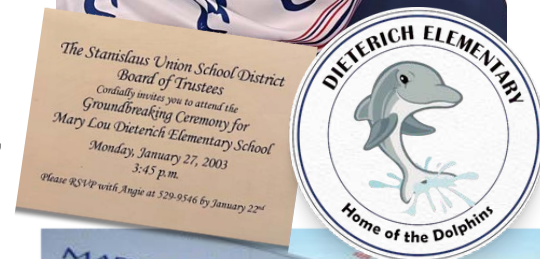 The Stanislaus Union School District
Board of Trustees
Cordially invites you to attend the
Groundbreaking Ceremony for
Mary Lou Dieterich Elementary School
Monday, January 27, 2003
3:45 p.m.
Please RSVP with Angie at 529-9546 by January 22nd
DIETERICH ELEMENTARY
Home of the Dolphins